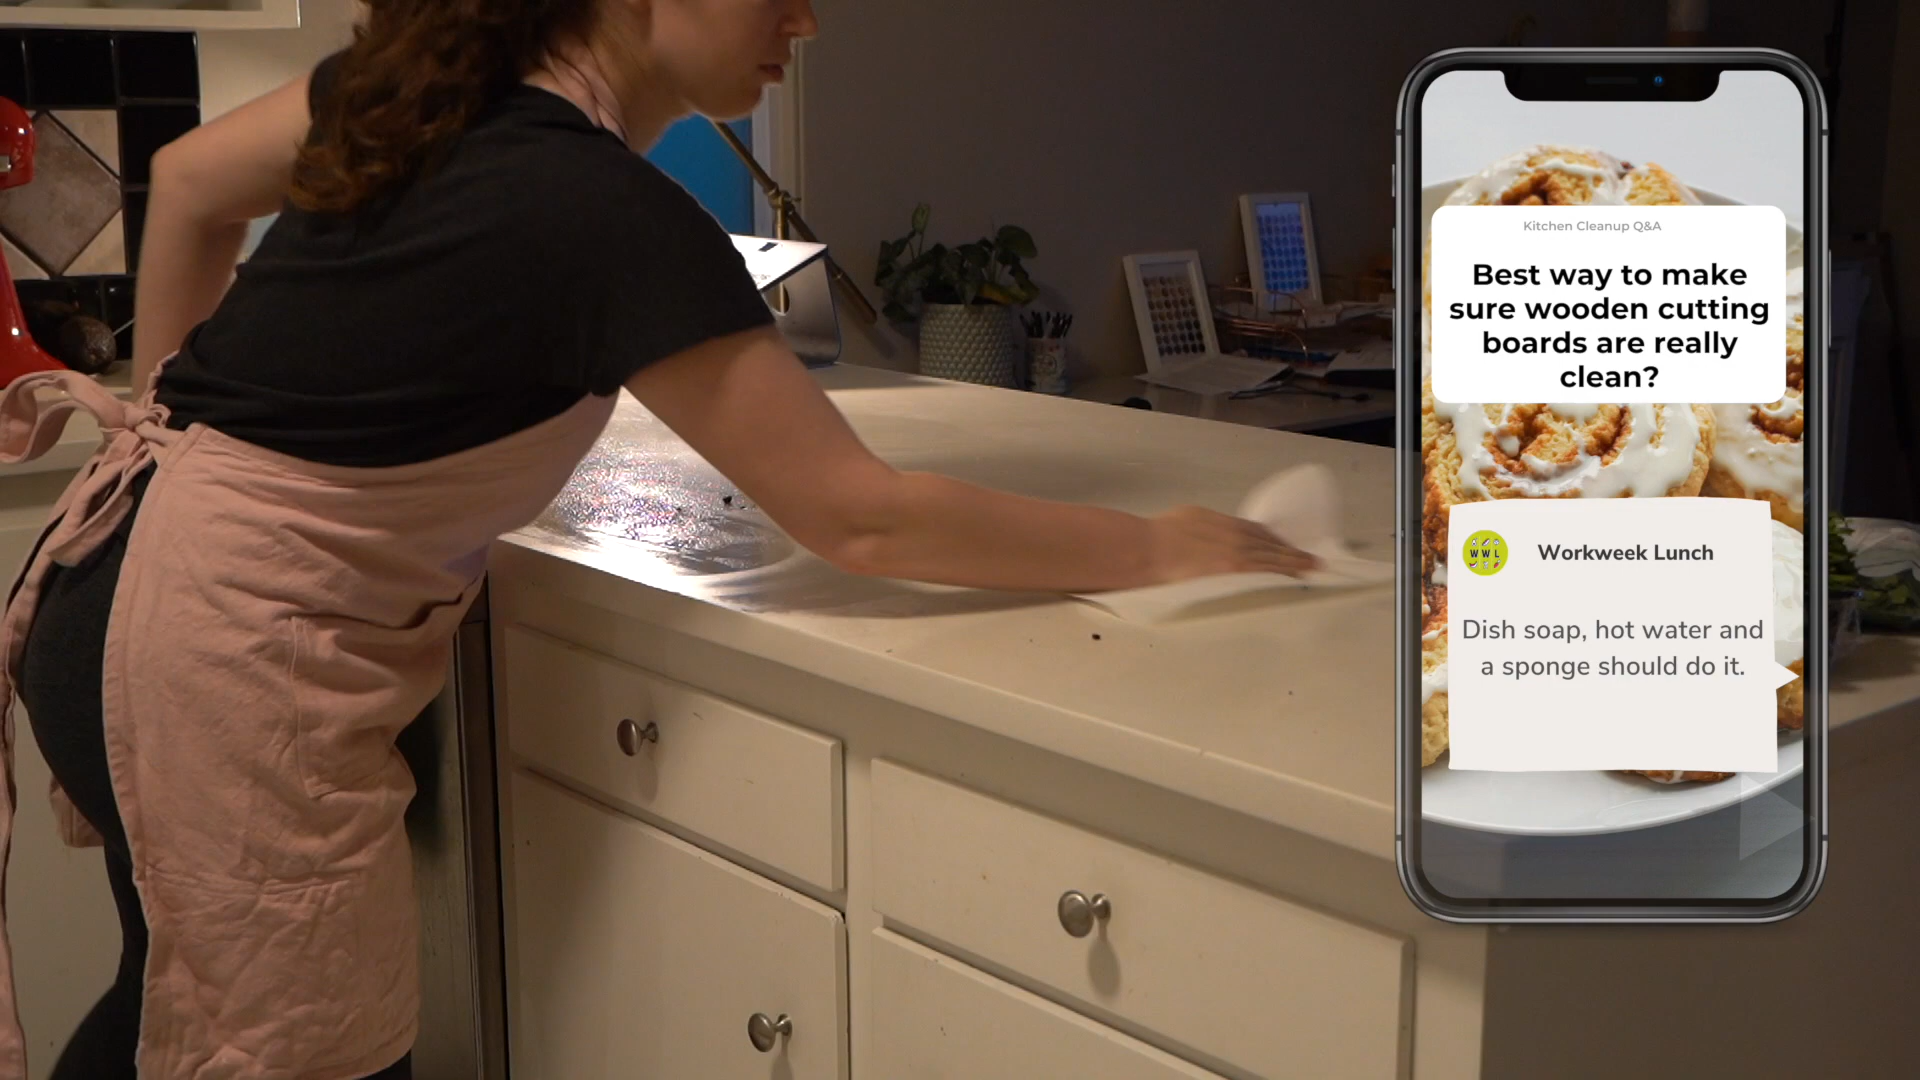 Kitchen Cleanup Q&A
Best way to make
sure wooden cutting
boards are really
clean?
WWL
Workweek Lunch
Dish soap, hot water and
a sponge should do it.